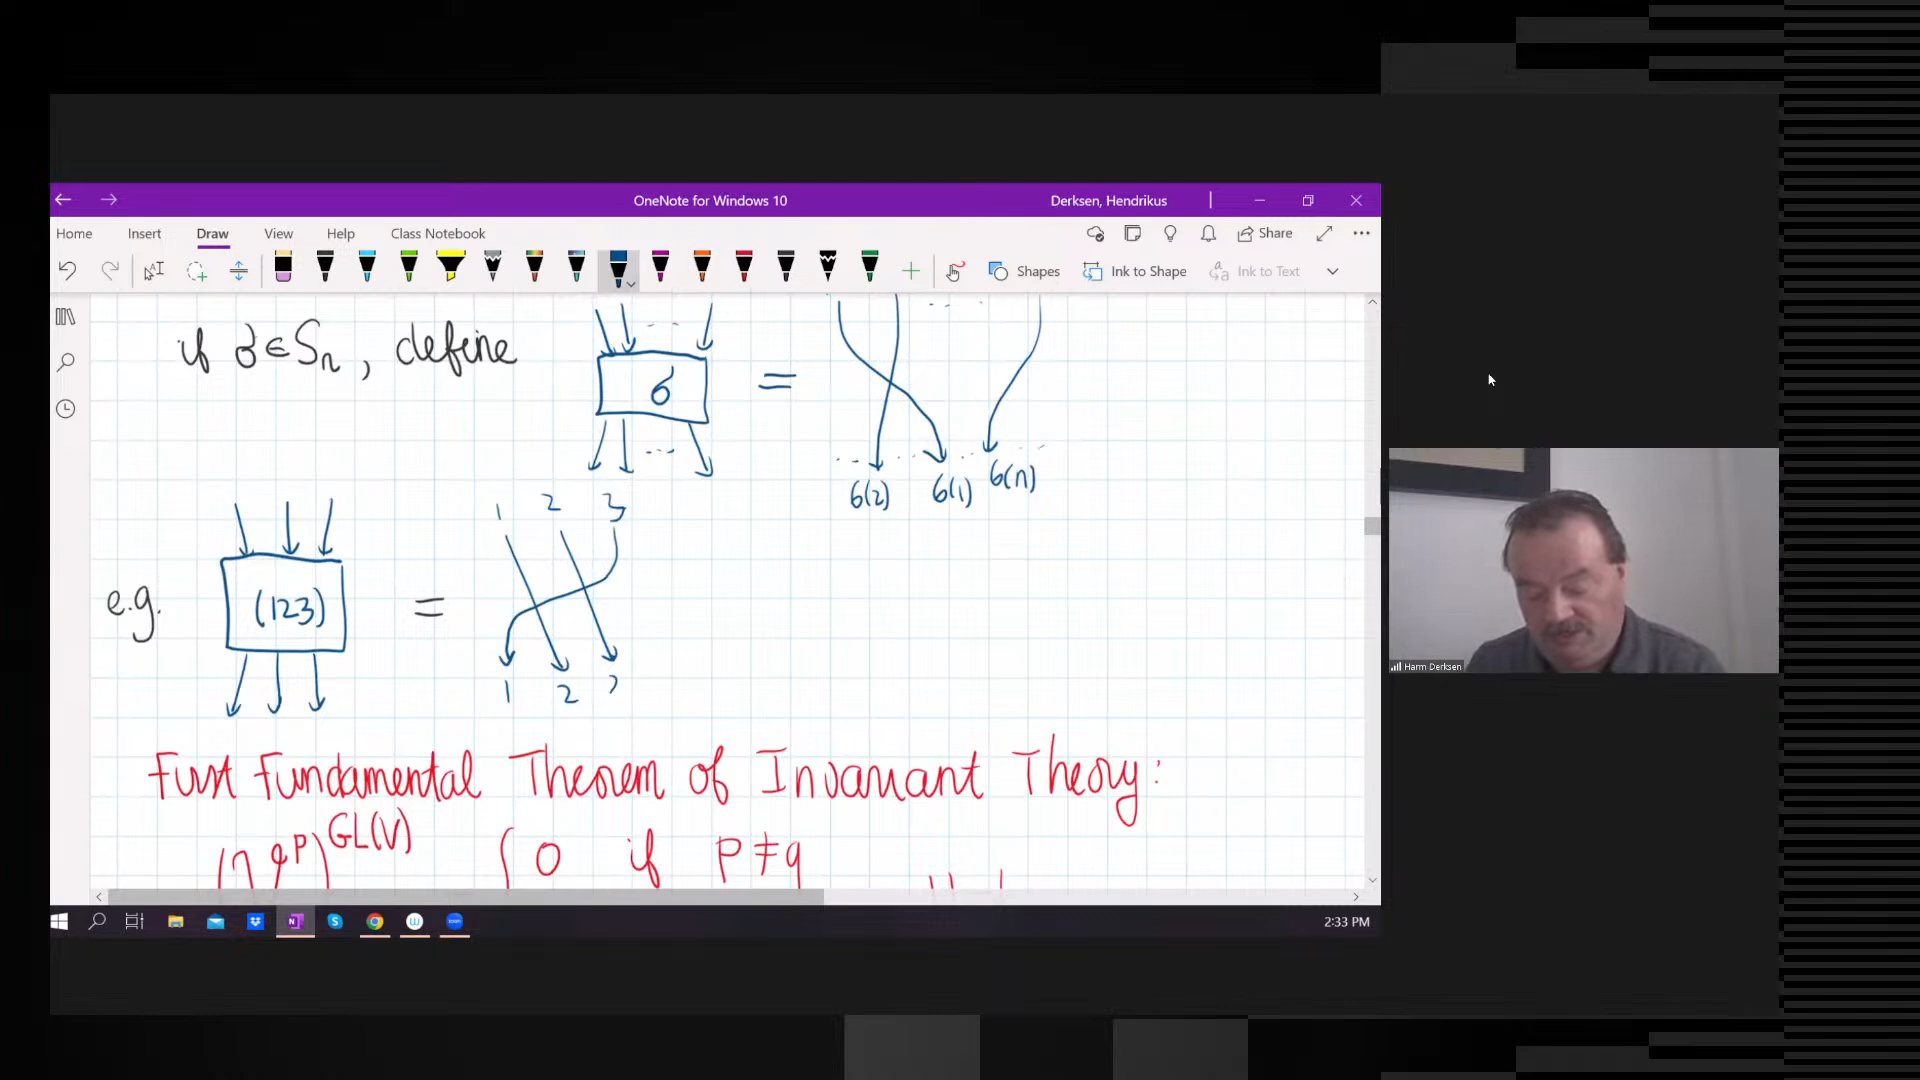 OneNote for Windows 10
Derksen, Hendrikus
Home Insert Draw View Help Class Notebook Share
Shapes Ink to Shape Ink to Text
if σ∈Sn, define
σ =
σ(2) σ(1) σ(n)
1 2 3
e.g. (123) =
1 2
First Fundamental Theorem of Invariant Theory:
GL(V)
0 if p≠q
Harm Derksen
2:33 PM